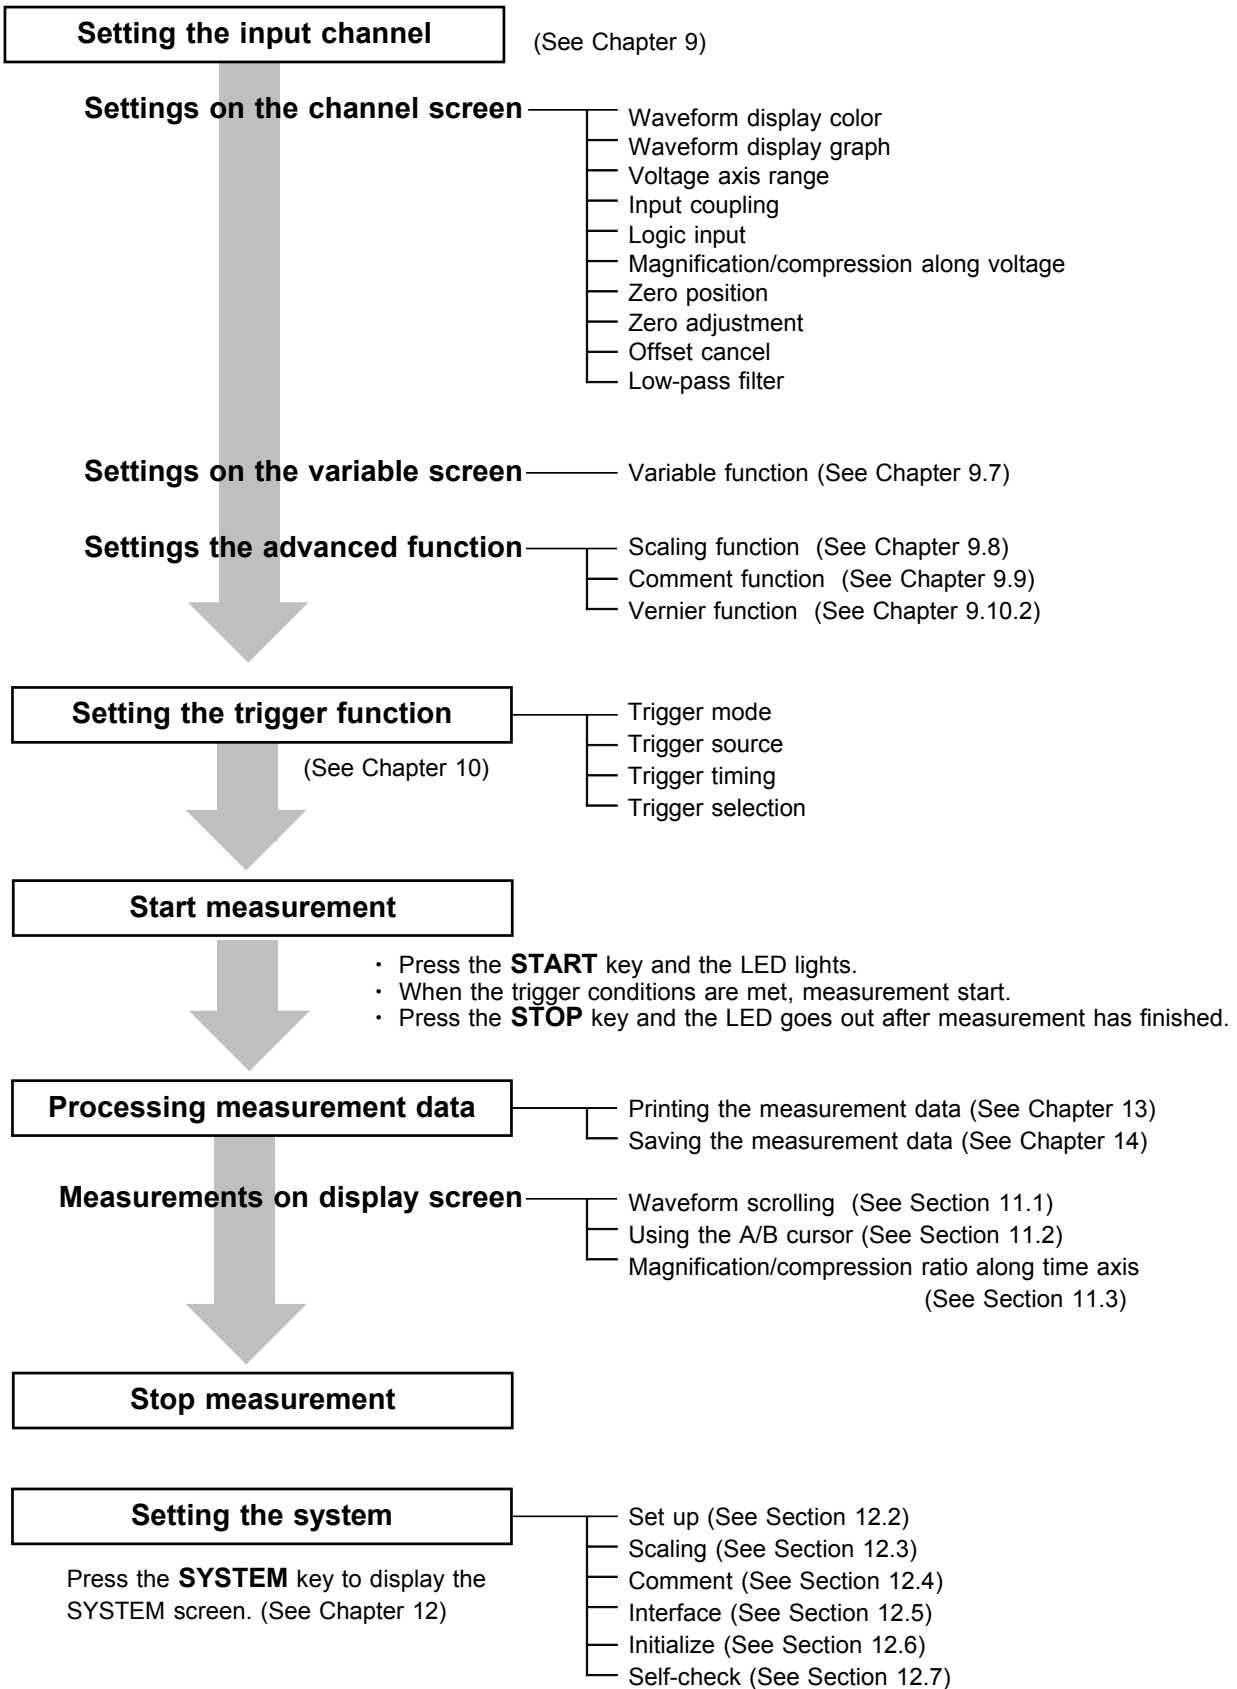 Setting the input channel
(See Chapter 9)
Settings on the channel screen
Waveform display color
Waveform display graph
Voltage axis range
Input coupling
Logic input
Magnification/compression along voltage
Zero position
Zero adjustment
Offset cancel
Low-pass filter
Settings on the variable screen
Variable function (See Chapter 9.7)
Settings the advanced function
Scaling function (See Chapter 9.8)
Comment function (See Chapter 9.9)
Vernier function (See Chapter 9.10.2)
Setting the trigger function
(See Chapter 10)
Trigger mode
Trigger source
Trigger timing
Trigger selection
Start measurement
・ Press the START key and the LED lights.
・ When the trigger conditions are met, measurement start.
・ Press the STOP key and the LED goes out after measurement has finished.
Processing measurement data
Printing the measurement data (See Chapter 13)
Saving the measurement data (See Chapter 14)
Measurements on display screen
Waveform scrolling (See Section 11.1)
Using the A/B cursor (See Section 11.2)
Magnification/compression ratio along time axis
(See Section 11.3)
Stop measurement
Setting the system
Press the SYSTEM key to display the
SYSTEM screen. (See Chapter 12)
Set up (See Section 12.2)
Scaling (See Section 12.3)
Comment (See Section 12.4)
Interface (See Section 12.5)
Initialize (See Section 12.6)
Self-check (See Section 12.7)